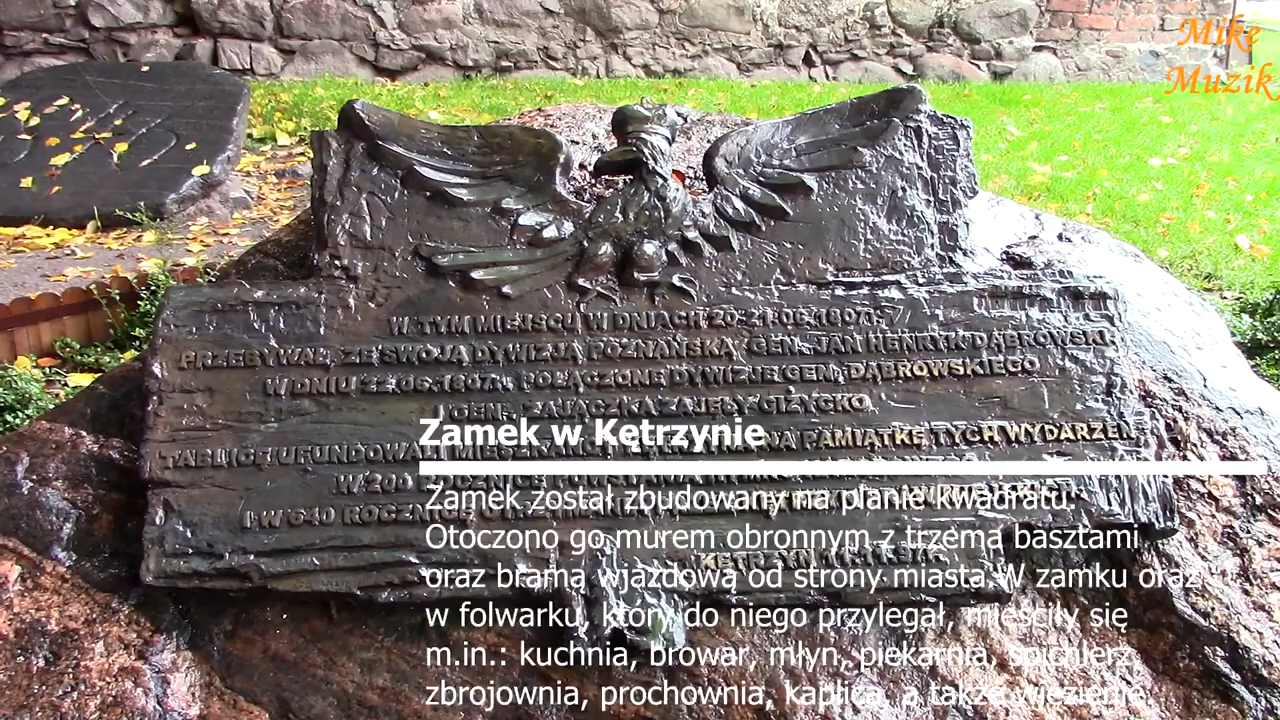 Mike
Muzik
W TYM MIEJSCU W DNIACH 20-21.06.1807r.
PRZEBYWAŁ ZE SWOJĄ DYWIZJĄ POZNAŃSKĄ GEN. JAN HENRYK DĄBROWSKI.
W DNIU 22.06.1807r. POŁĄCZONE DYWIZJE GEN. DĄBROWSKIEGO
I GEN. ZAJĄCZKA ZAJĘŁY GIŻYCKO
TABLICĘ UFUNDOWALI MIESZKAŃCY NA PAMIĄTKĘ TYCH WYDARZEŃ
W 200 ROCZNICĘ
I W 640 ROCZNICĘ
KĘTRZYN
Zamek w Kętrzynie
Zamek został zbudowany na planie kwadratu.
Otoczono go murem obronnym z trzema basztami
oraz bramą wjazdową od strony miasta.W zamku oraz
w folwarku, który do niego przylegał, mieściły się
m.in.: kuchnia, browar, młyn, piekarnia, spichlerz,
zbrojownia, prochownia, kaplica, a także więzienie.